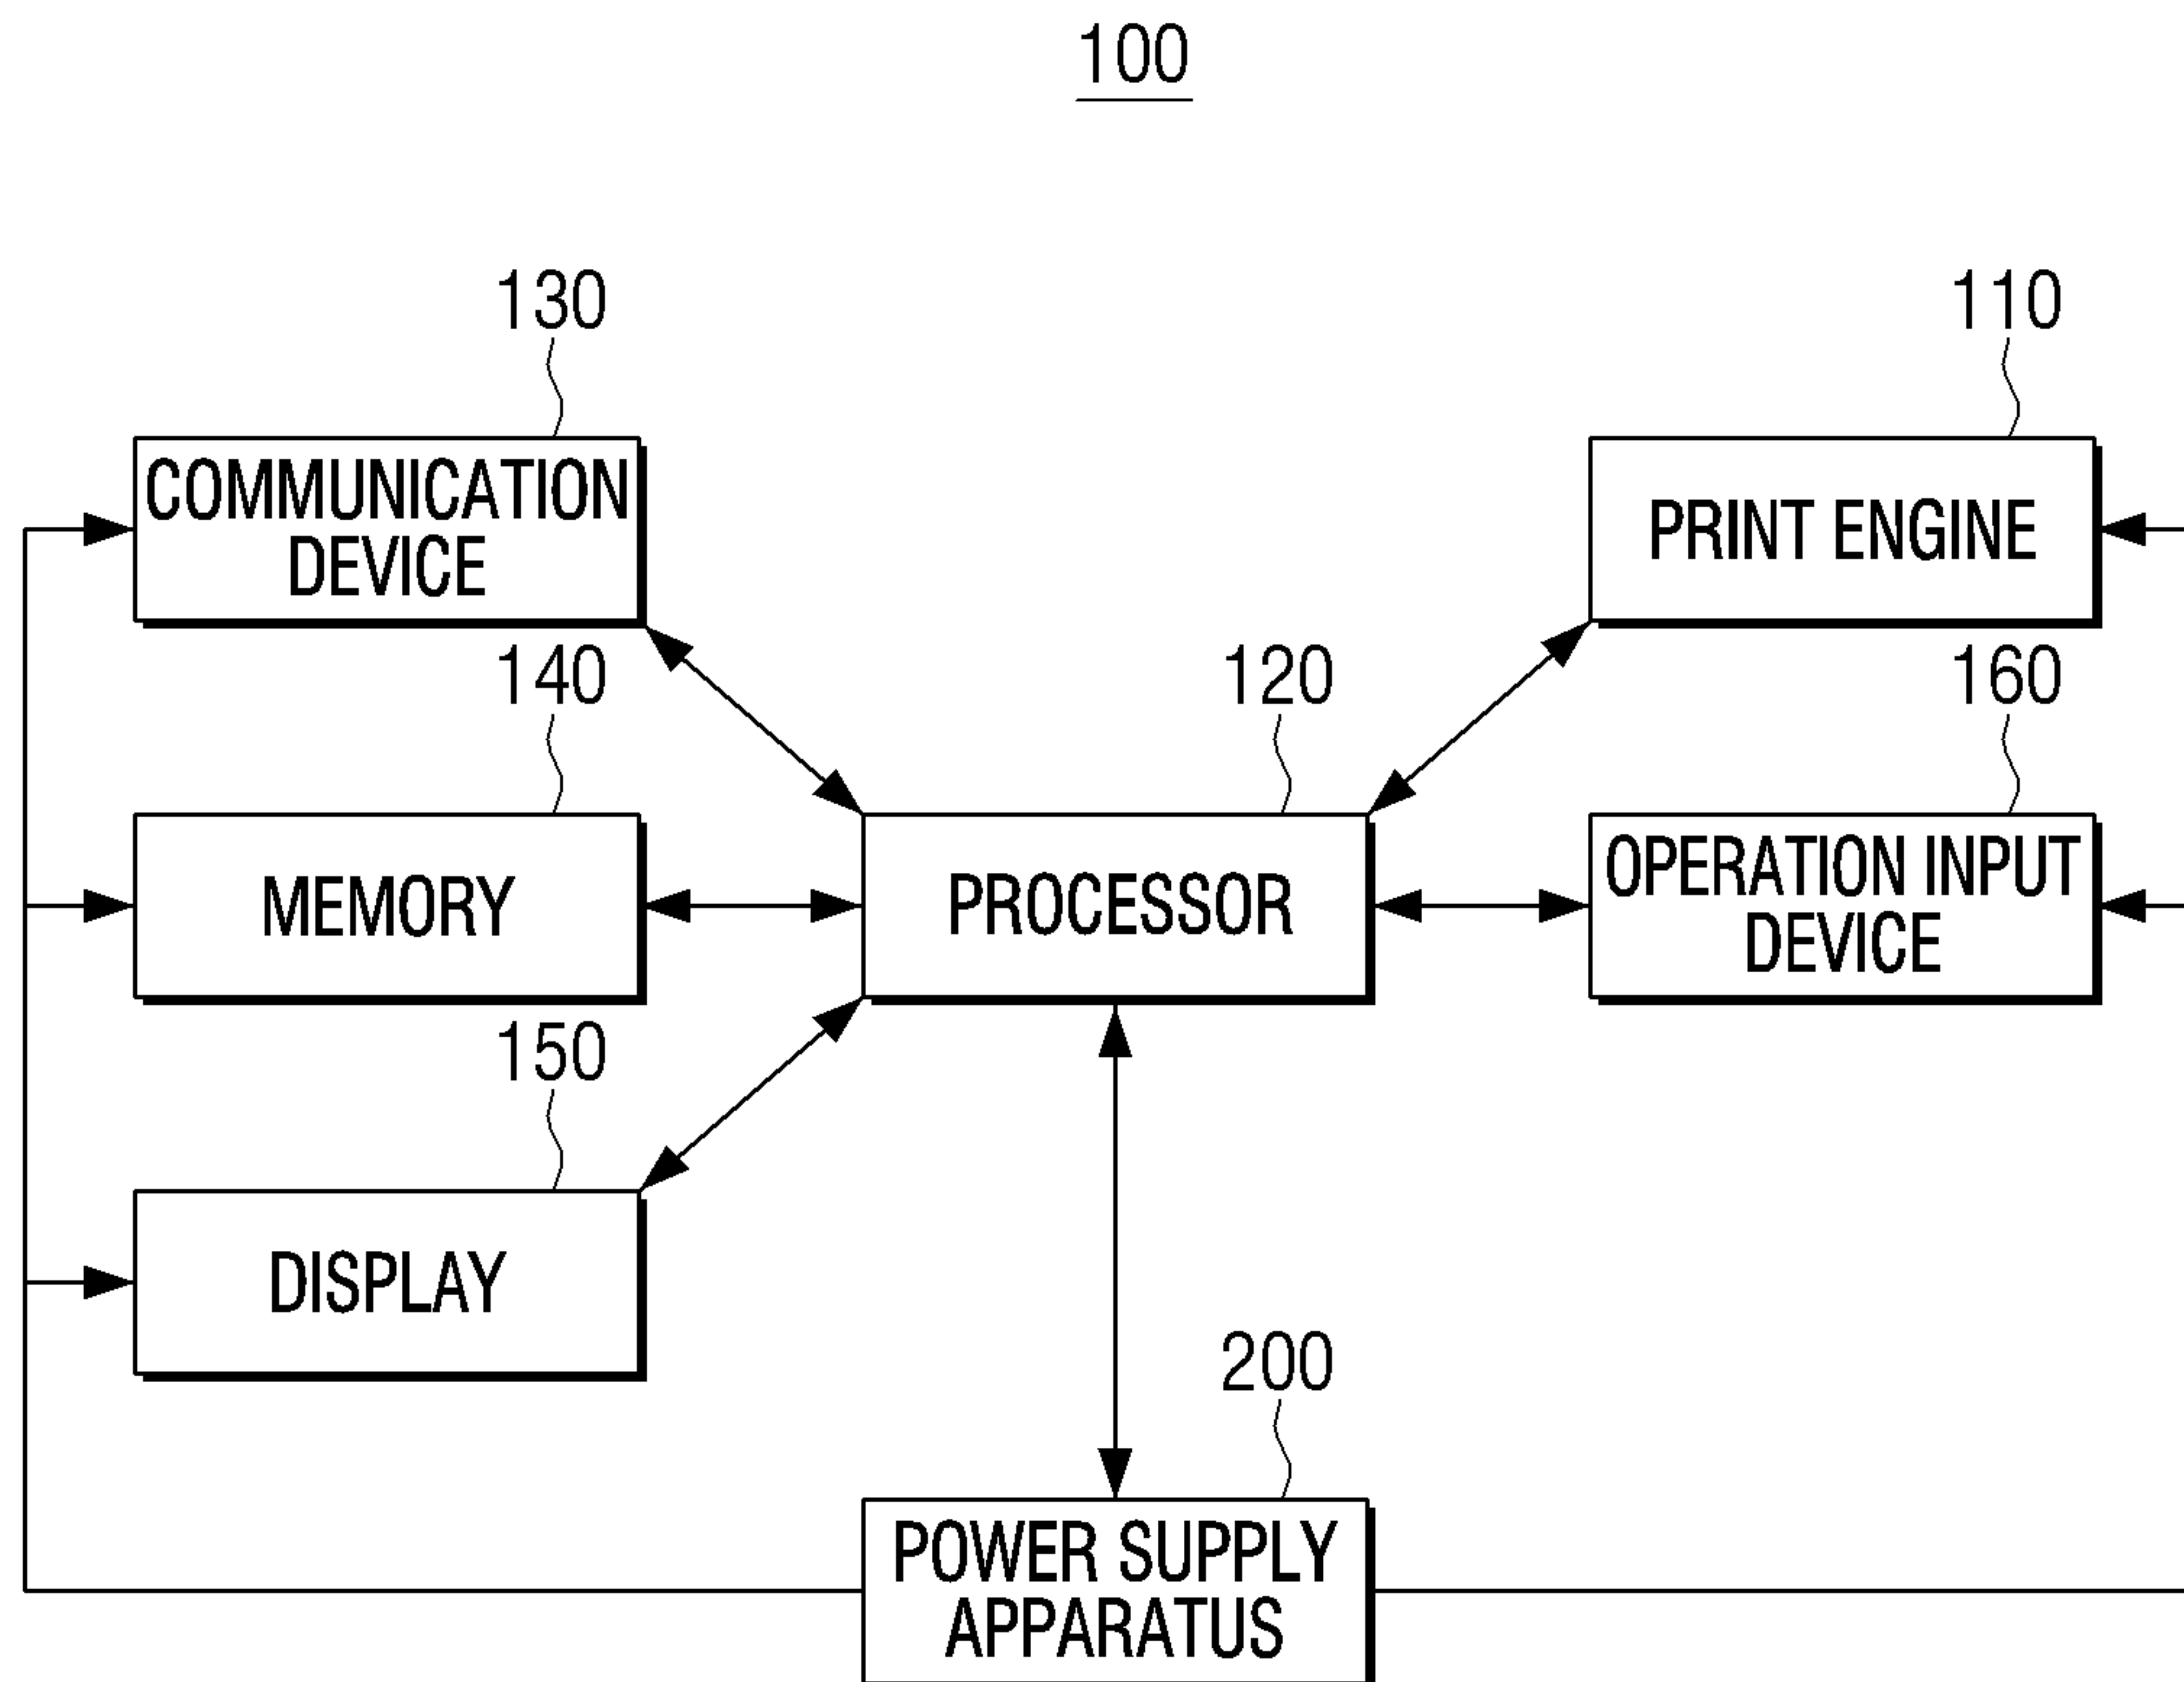 100
130
110
COMMUNICATION
DEVICE
PRINT ENGINE
140
120
160
MEMORY
PROCESSOR
OPERATION INPUT
DEVICE
150
DISPLAY
200
POWER SUPPLY
APPARATUS